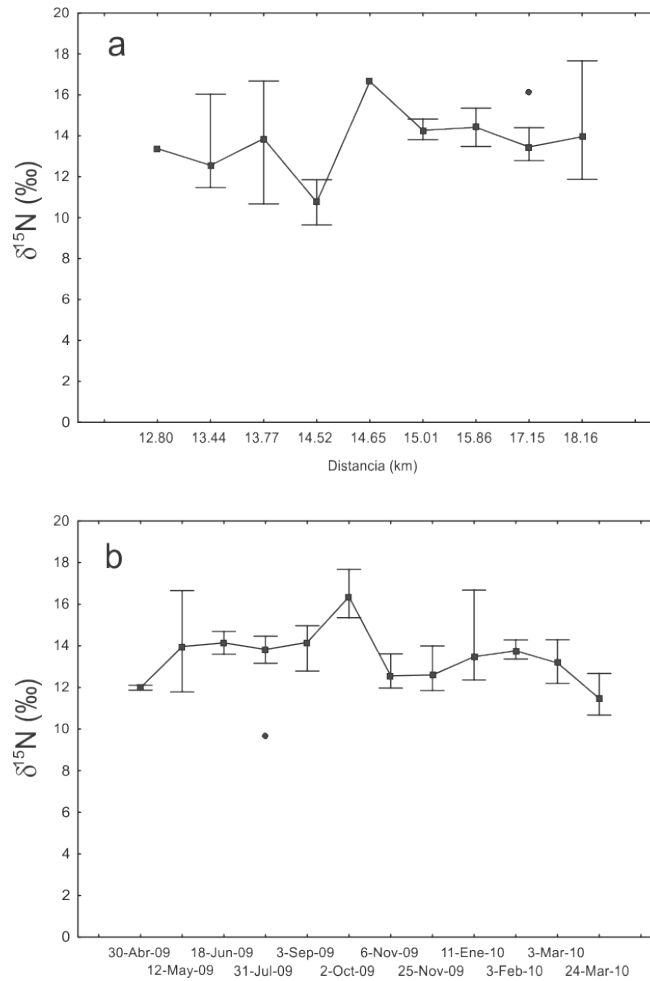 20
a
18
16
14
12
10
8
6
4
2
0
δ15N (‰)
12.80 13.44 13.77 14.52 14.65 15.01 15.86 17.15 18.16
Distancia (km)
20
b
18
16
14
12
10
8
6
4
2
0
δ15N (‰)
30-Abr-09 18-Jun-09 3-Sep-09 6-Nov-09 11-Ene-10 3-Mar-10
12-May-09 31-Jul-09 2-Oct-09 25-Nov-09 3-Feb-10 24-Mar-10